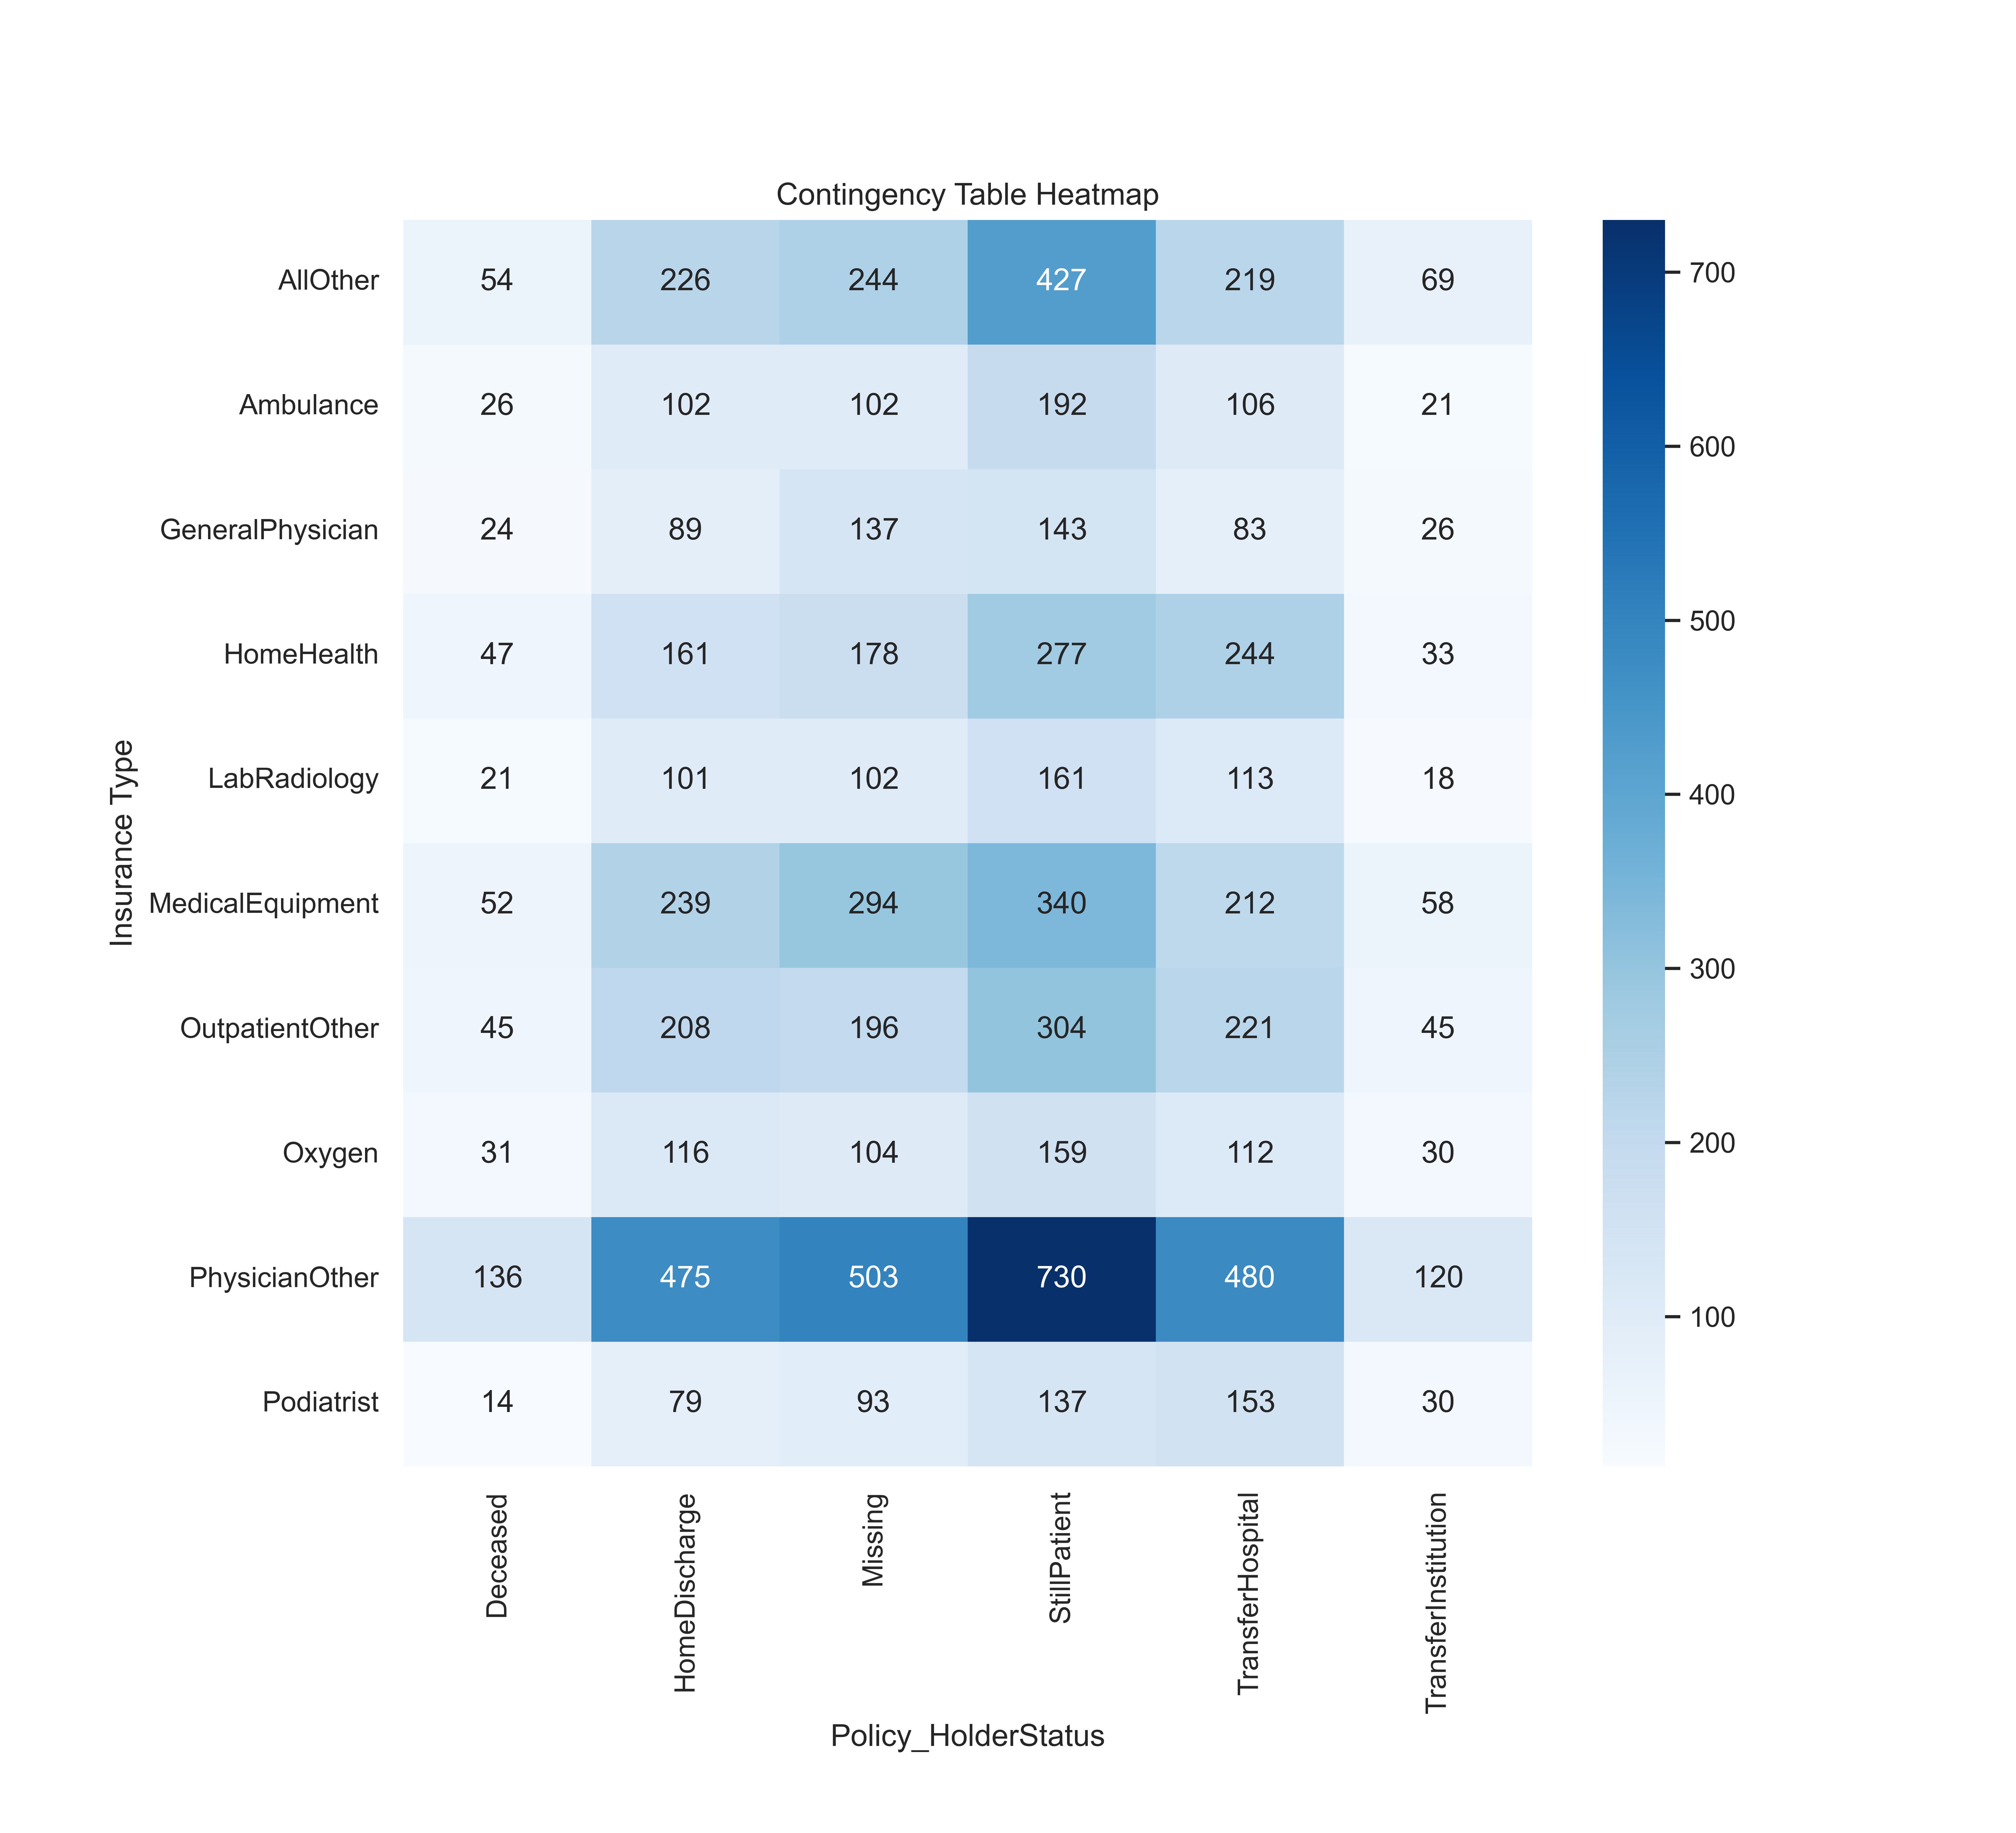 Contingency Table Heatmap
AllOther 54 226 244 427 219 69
Ambulance 26 102 102 192 106 21
GeneralPhysician 24 89 137 143 83 26
HomeHealth 47 161 178 277 244 33
LabRadiology 21 101 102 161 113 18
MedicalEquipment 52 239 294 340 212 58
OutpatientOther 45 208 196 304 221 45
Oxygen 31 116 104 159 112 30
PhysicianOther 136 475 503 730 480 120
Podiatrist 14 79 93 137 153 30
Insurance Type
Deceased
HomeDischarge
Missing
StillPatient
TransferHospital
TransferInstitution
Policy_HolderStatus
700
600
500
400
300
200
100